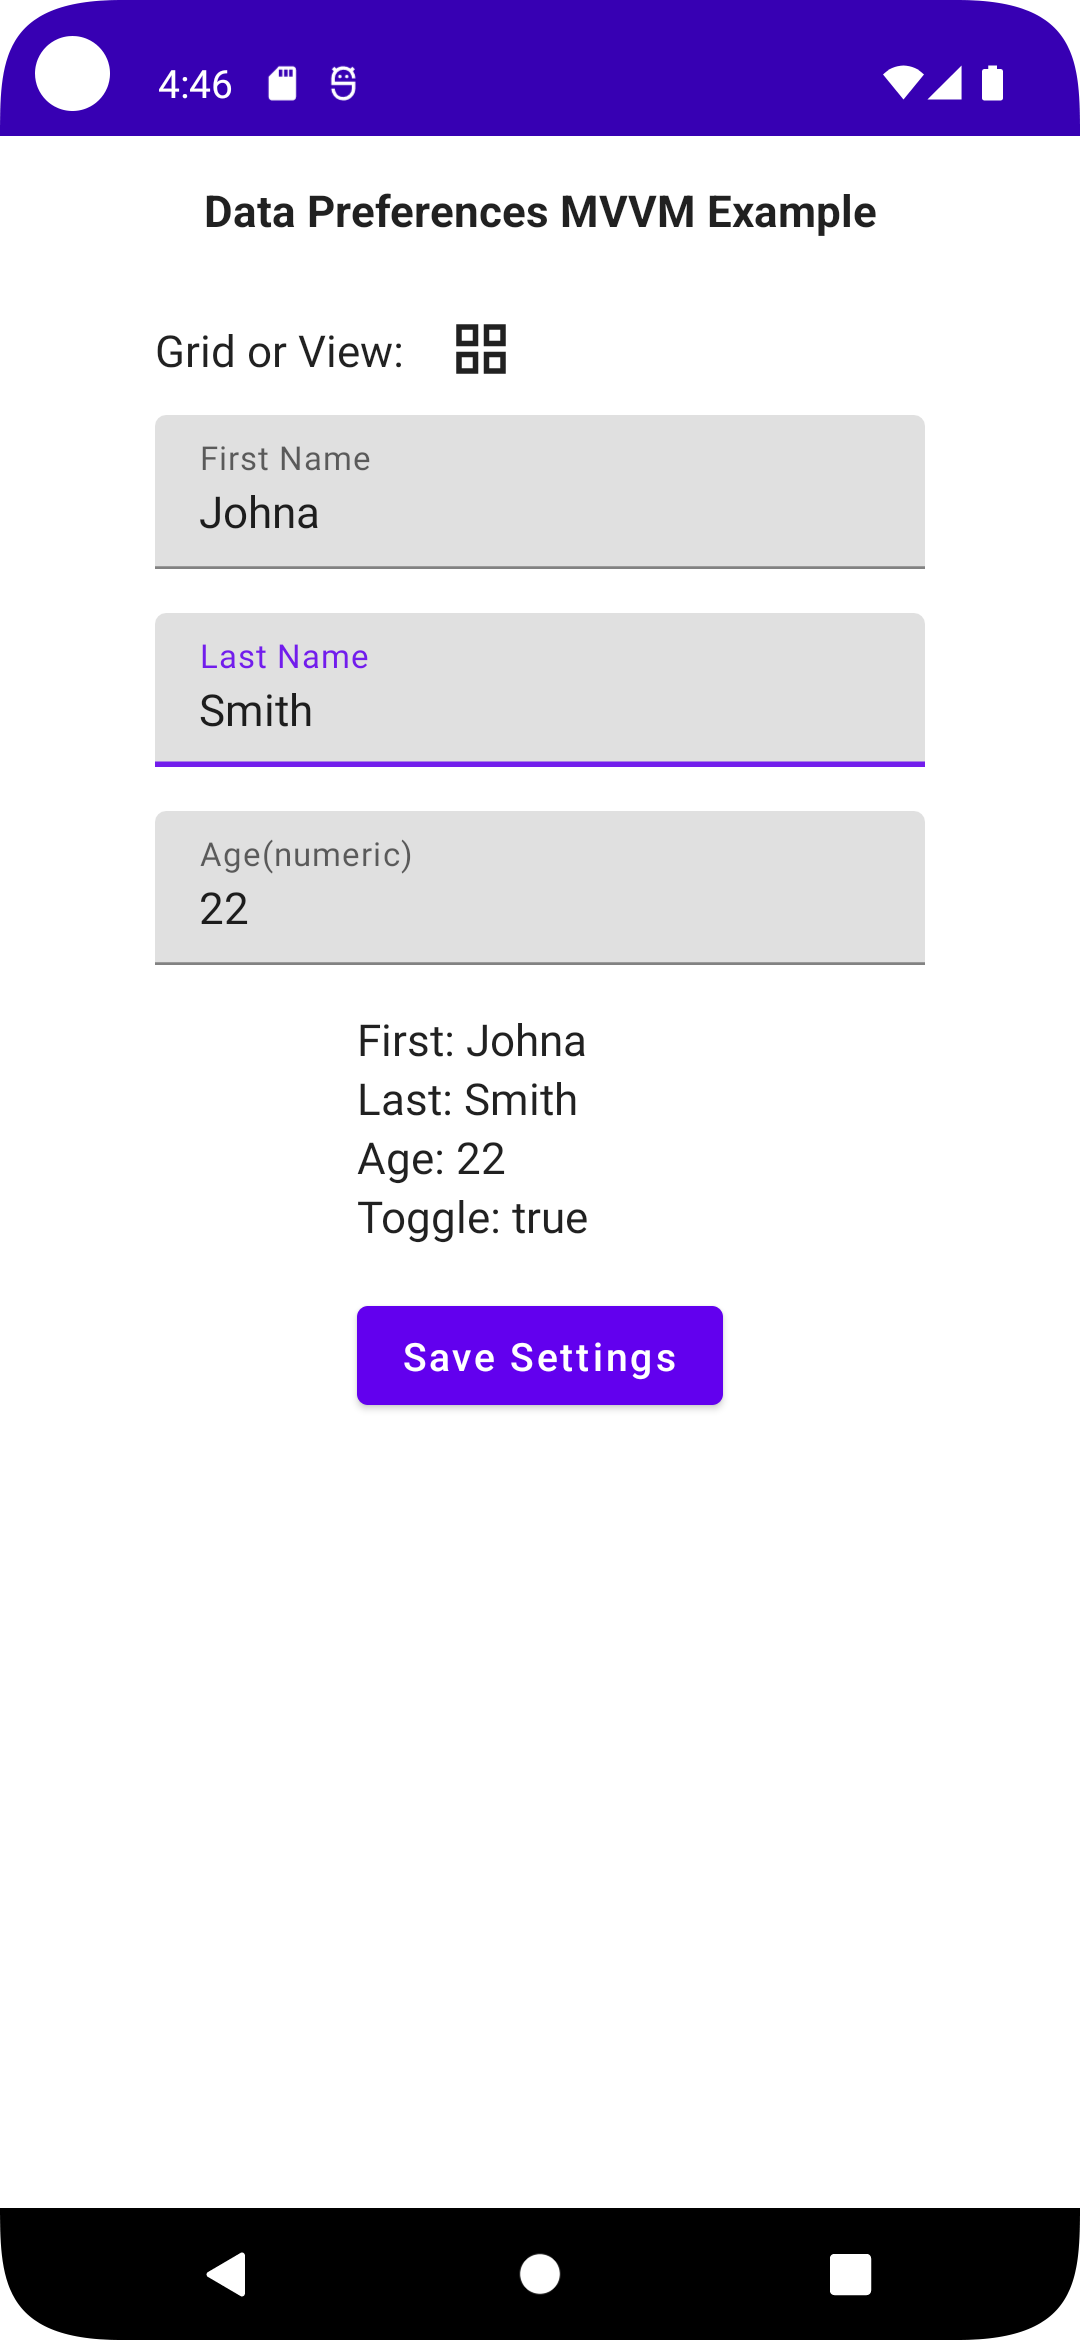 4:46
Data Preferences MVVM Example
Grid or View:
First Name
Johna
Last Name
Smith
Age(numeric)
22
First: Johna
Last: Smith
Age: 22
Toggle: true
Save Settings